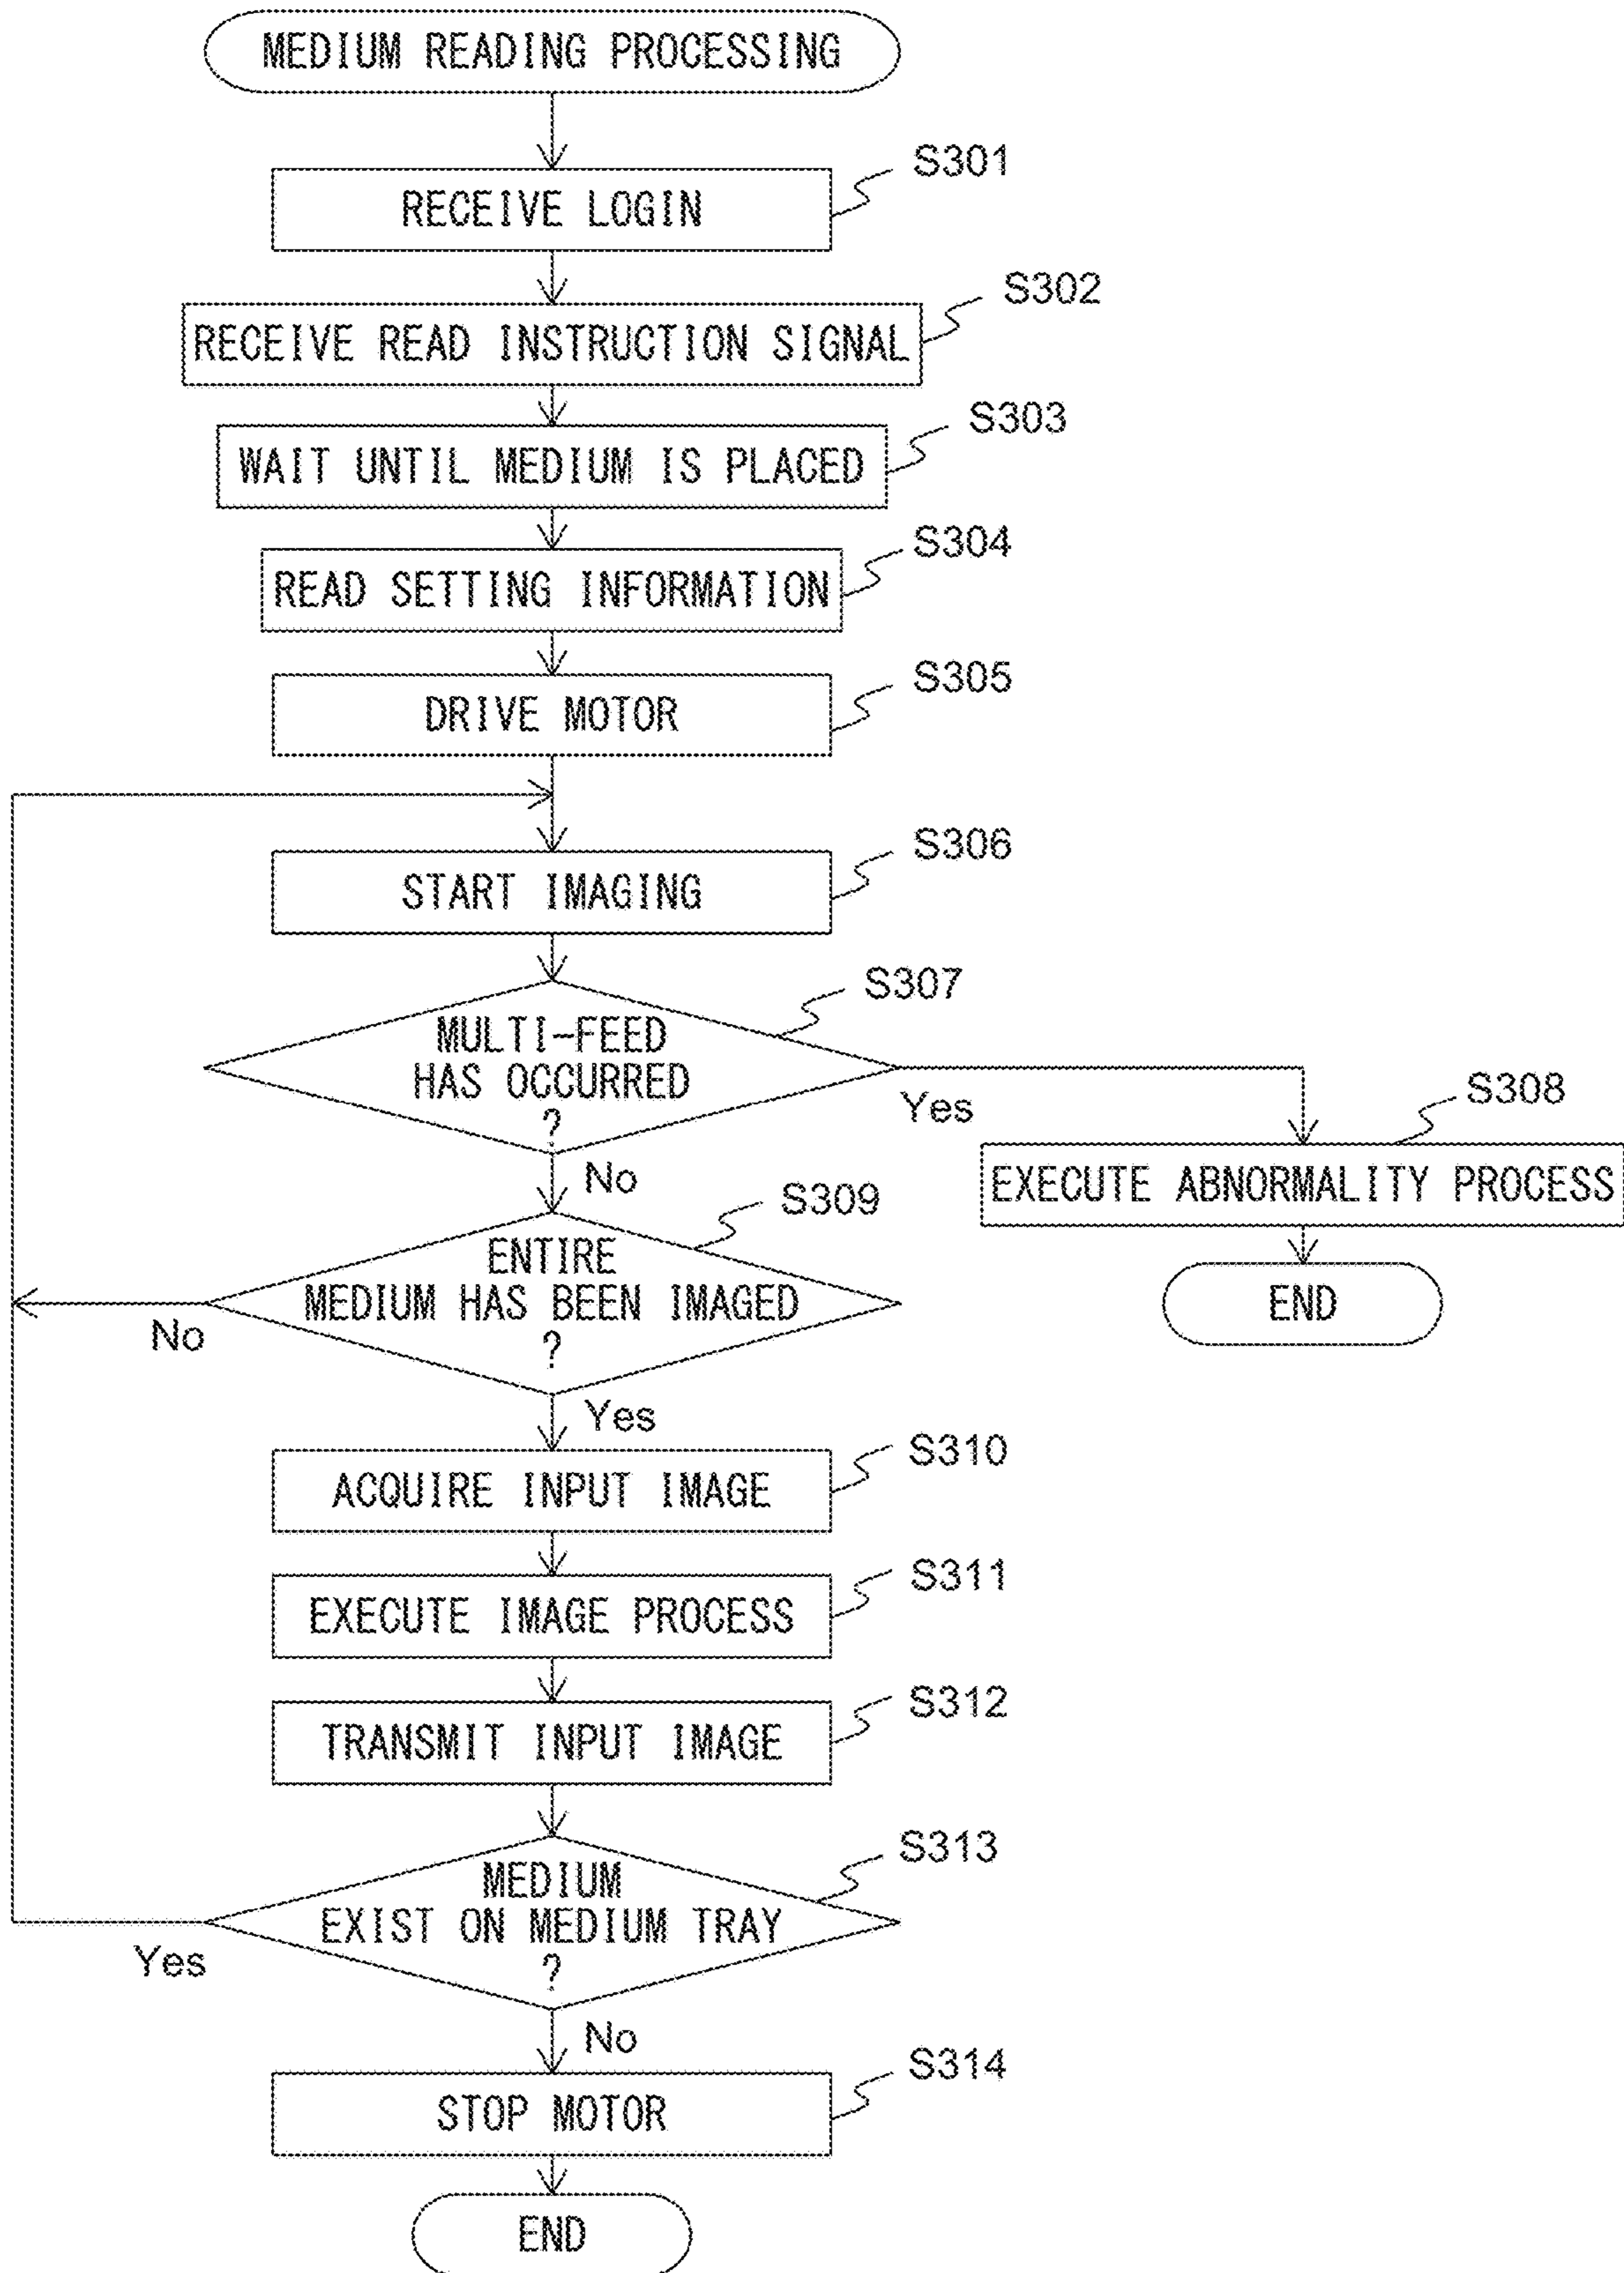 MEDIUM READING PROCESSING
S301
RECEIVE LOGIN
S302
RECEIVE READ INSTRUCTION SIGNAL
S303
WAIT UNTIL MEDIUM IS PLACED
S304
READ SETTING INFORMATION
S305
DRIVE MOTOR
S306
START IMAGING
S307
MULTI-FEED
HAS OCCURRED
?
Yes
No
S308
EXECUTE ABNORMALITY PROCESS
END
S309
ENTIRE
MEDIUM HAS BEEN IMAGED
?
No
Yes
S310
ACQUIRE INPUT IMAGE
S311
EXECUTE IMAGE PROCESS
S312
TRANSMIT INPUT IMAGE
S313
MEDIUM
EXIST ON MEDIUM TRAY
?
Yes
No
S314
STOP MOTOR
END